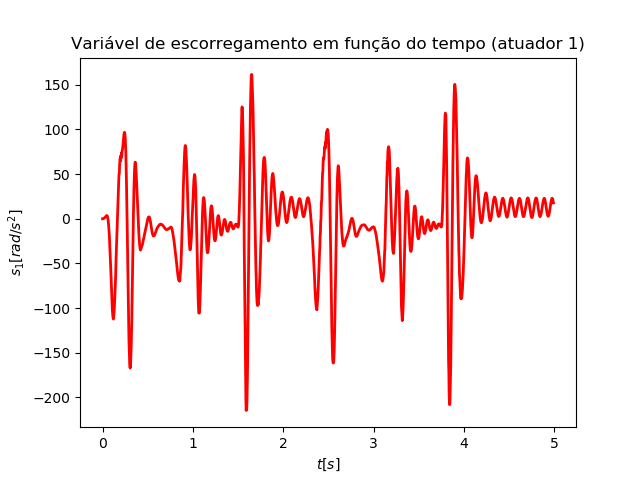 Variável de escorregamento em função do tempo (atuador 1)
150
100
50
0
−50
−100
−150
−200
s₁[rad/s²]
0 1 2 3 4 5
t[s]